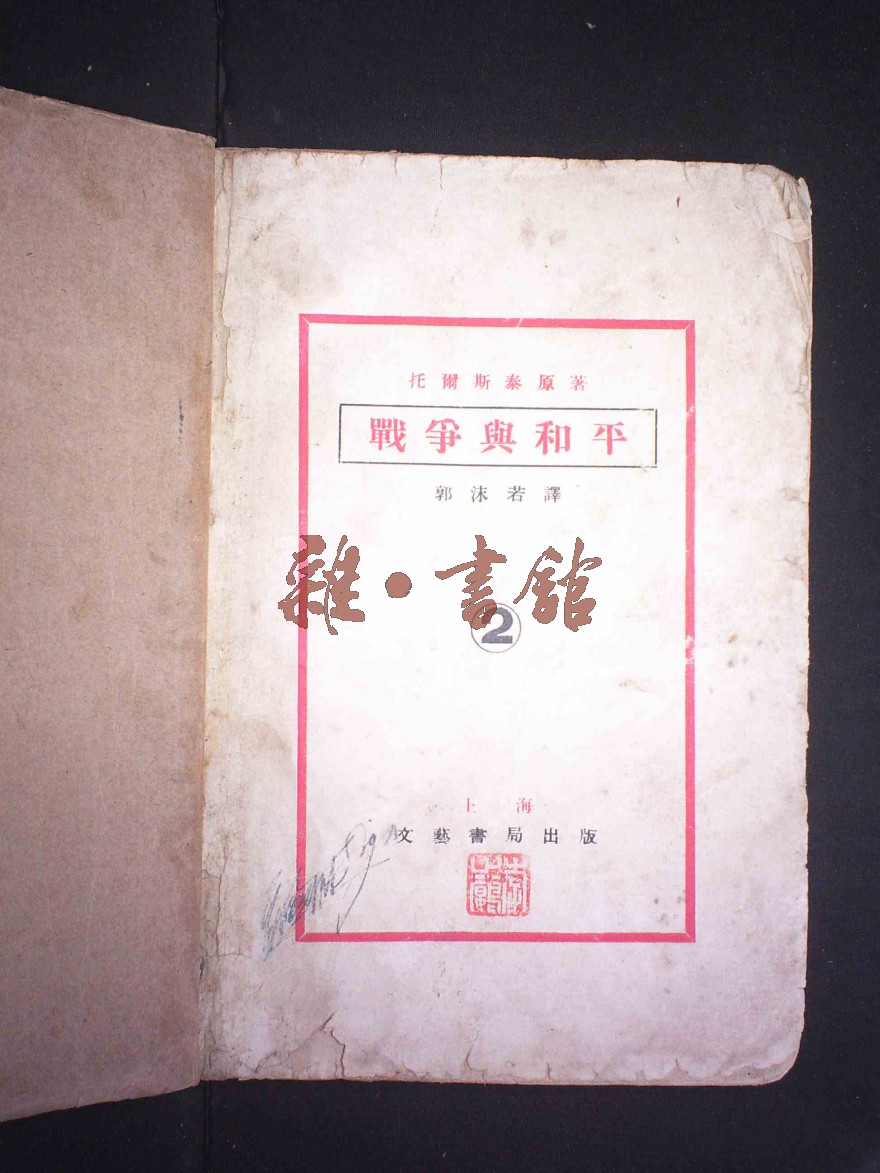 托爾斯泰原著
戰爭與和平
郭沫若譯
雜·書館
2
上海
文藝書局出版